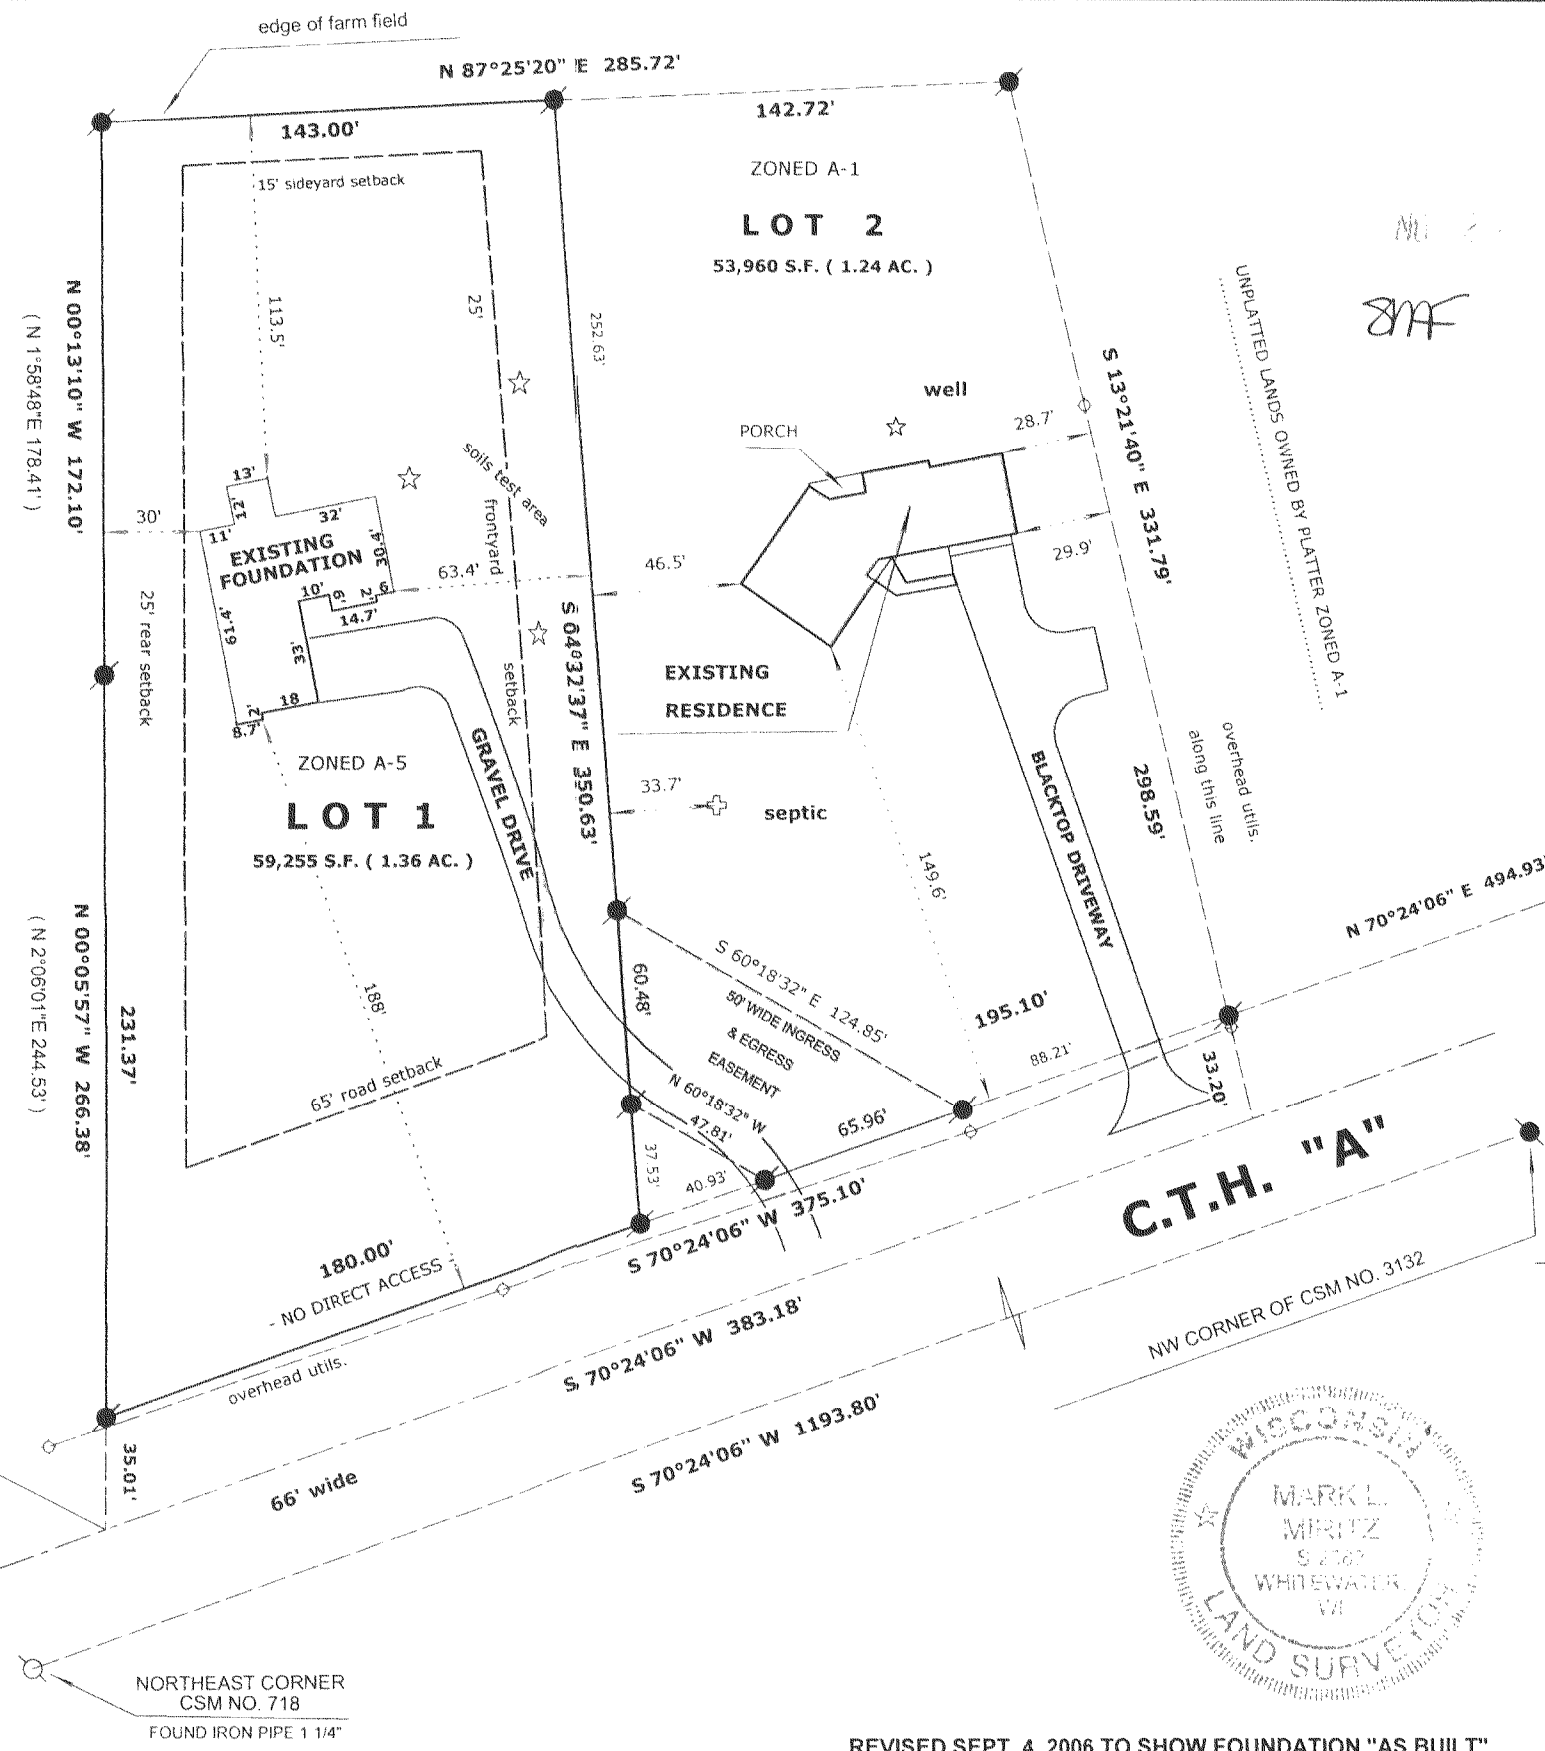 edge of farm field
N 87°25'20" E 285.72'
143.00'
142.72'
ZONED A-1
LOT 2
53,960 S.F. ( 1.24 AC. )
15' sideyard setback
113.5'
25'
252.63'
N 00°13'10" W 172.10'
( N 1°58'48"E 178.41' )
UNPLATTED LANDS OWNED BY PLATTER ZONED A-1
S 13°21'40" E 331.79'
well
PORCH
28.7'
29.9'
46.5'
soils test area
frontyard
setback
13'
12'
11'
32'
30.4'
30'
EXISTING
FOUNDATION
63.4'
10'
6'
2'
9
14.7'
61.4'
33'
18
2'
8.7'
25' rear setback
S 04°32'37" E 350.63'
EXISTING
RESIDENCE
ZONED A-5
LOT 1
59,255 S.F. ( 1.36 AC. )
GRAVEL DRIVE
33.7'
septic
149.6'
BLACKTOP DRIVEWAY
298.59'
overhead utils.
along this line
N 70°24'06" E 494.93'
N 00°05'57" W 266.38'
( N 2°06'01"E 244.53' )
231.37'
188'
60.48'
S 60°18'32" E 124.85'
50' WIDE INGRESS
& EGRESS
EASEMENT
N 60°18'32" W
47.81'
195.10'
88.21'
65.96'
33.20'
65' road setback
37.53'
40.93'
S 70°24'06" W 375.10'
C.T.H. "A"
180.00'
- NO DIRECT ACCESS -
overhead utils.
S 70°24'06" W 383.18'
NW CORNER OF CSM NO. 3132
S 70°24'06" W 1193.80'
35.01'
66' wide
WISCONSIN
MARK L.
MIRITZ
WHITEWATER,
WI
LAND SURVEYOR
NORTHEAST CORNER
CSM NO. 718
FOUND IRON PIPE 1 1/4"
REVISED SEPT. 4, 2006 TO SHOW FOUNDATION "AS BUILT"